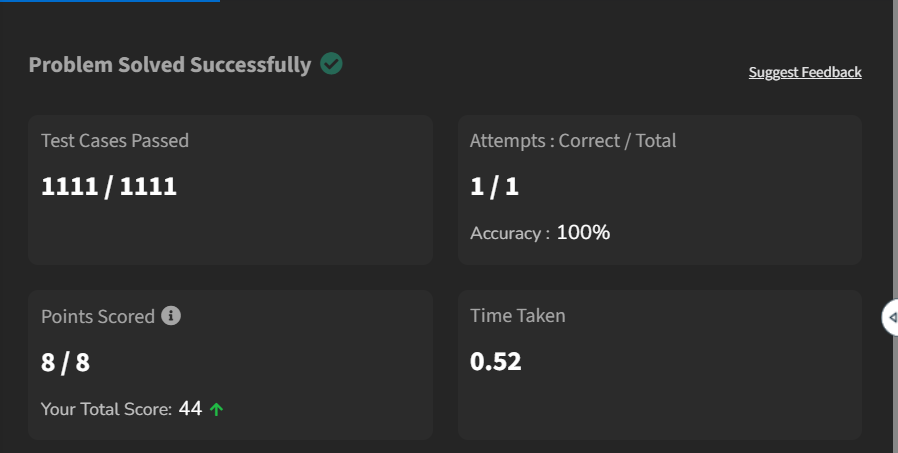 Problem Solved Successfully
Suggest Feedback
Test Cases Passed
1111 / 1111
Attempts : Correct / Total
1 / 1
Accuracy : 100%
Points Scored
8 / 8
Your Total Score: 44
Time Taken
0.52